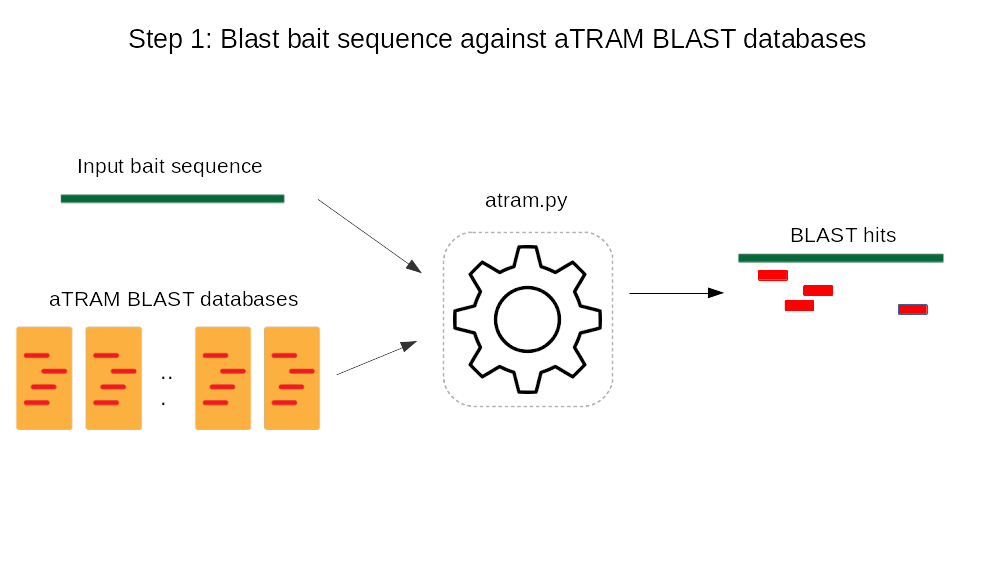 Step 1: Blast bait sequence against aTRAM BLAST databases
Input bait sequence
atram.py
BLAST hits
aTRAM BLAST databases
..
.